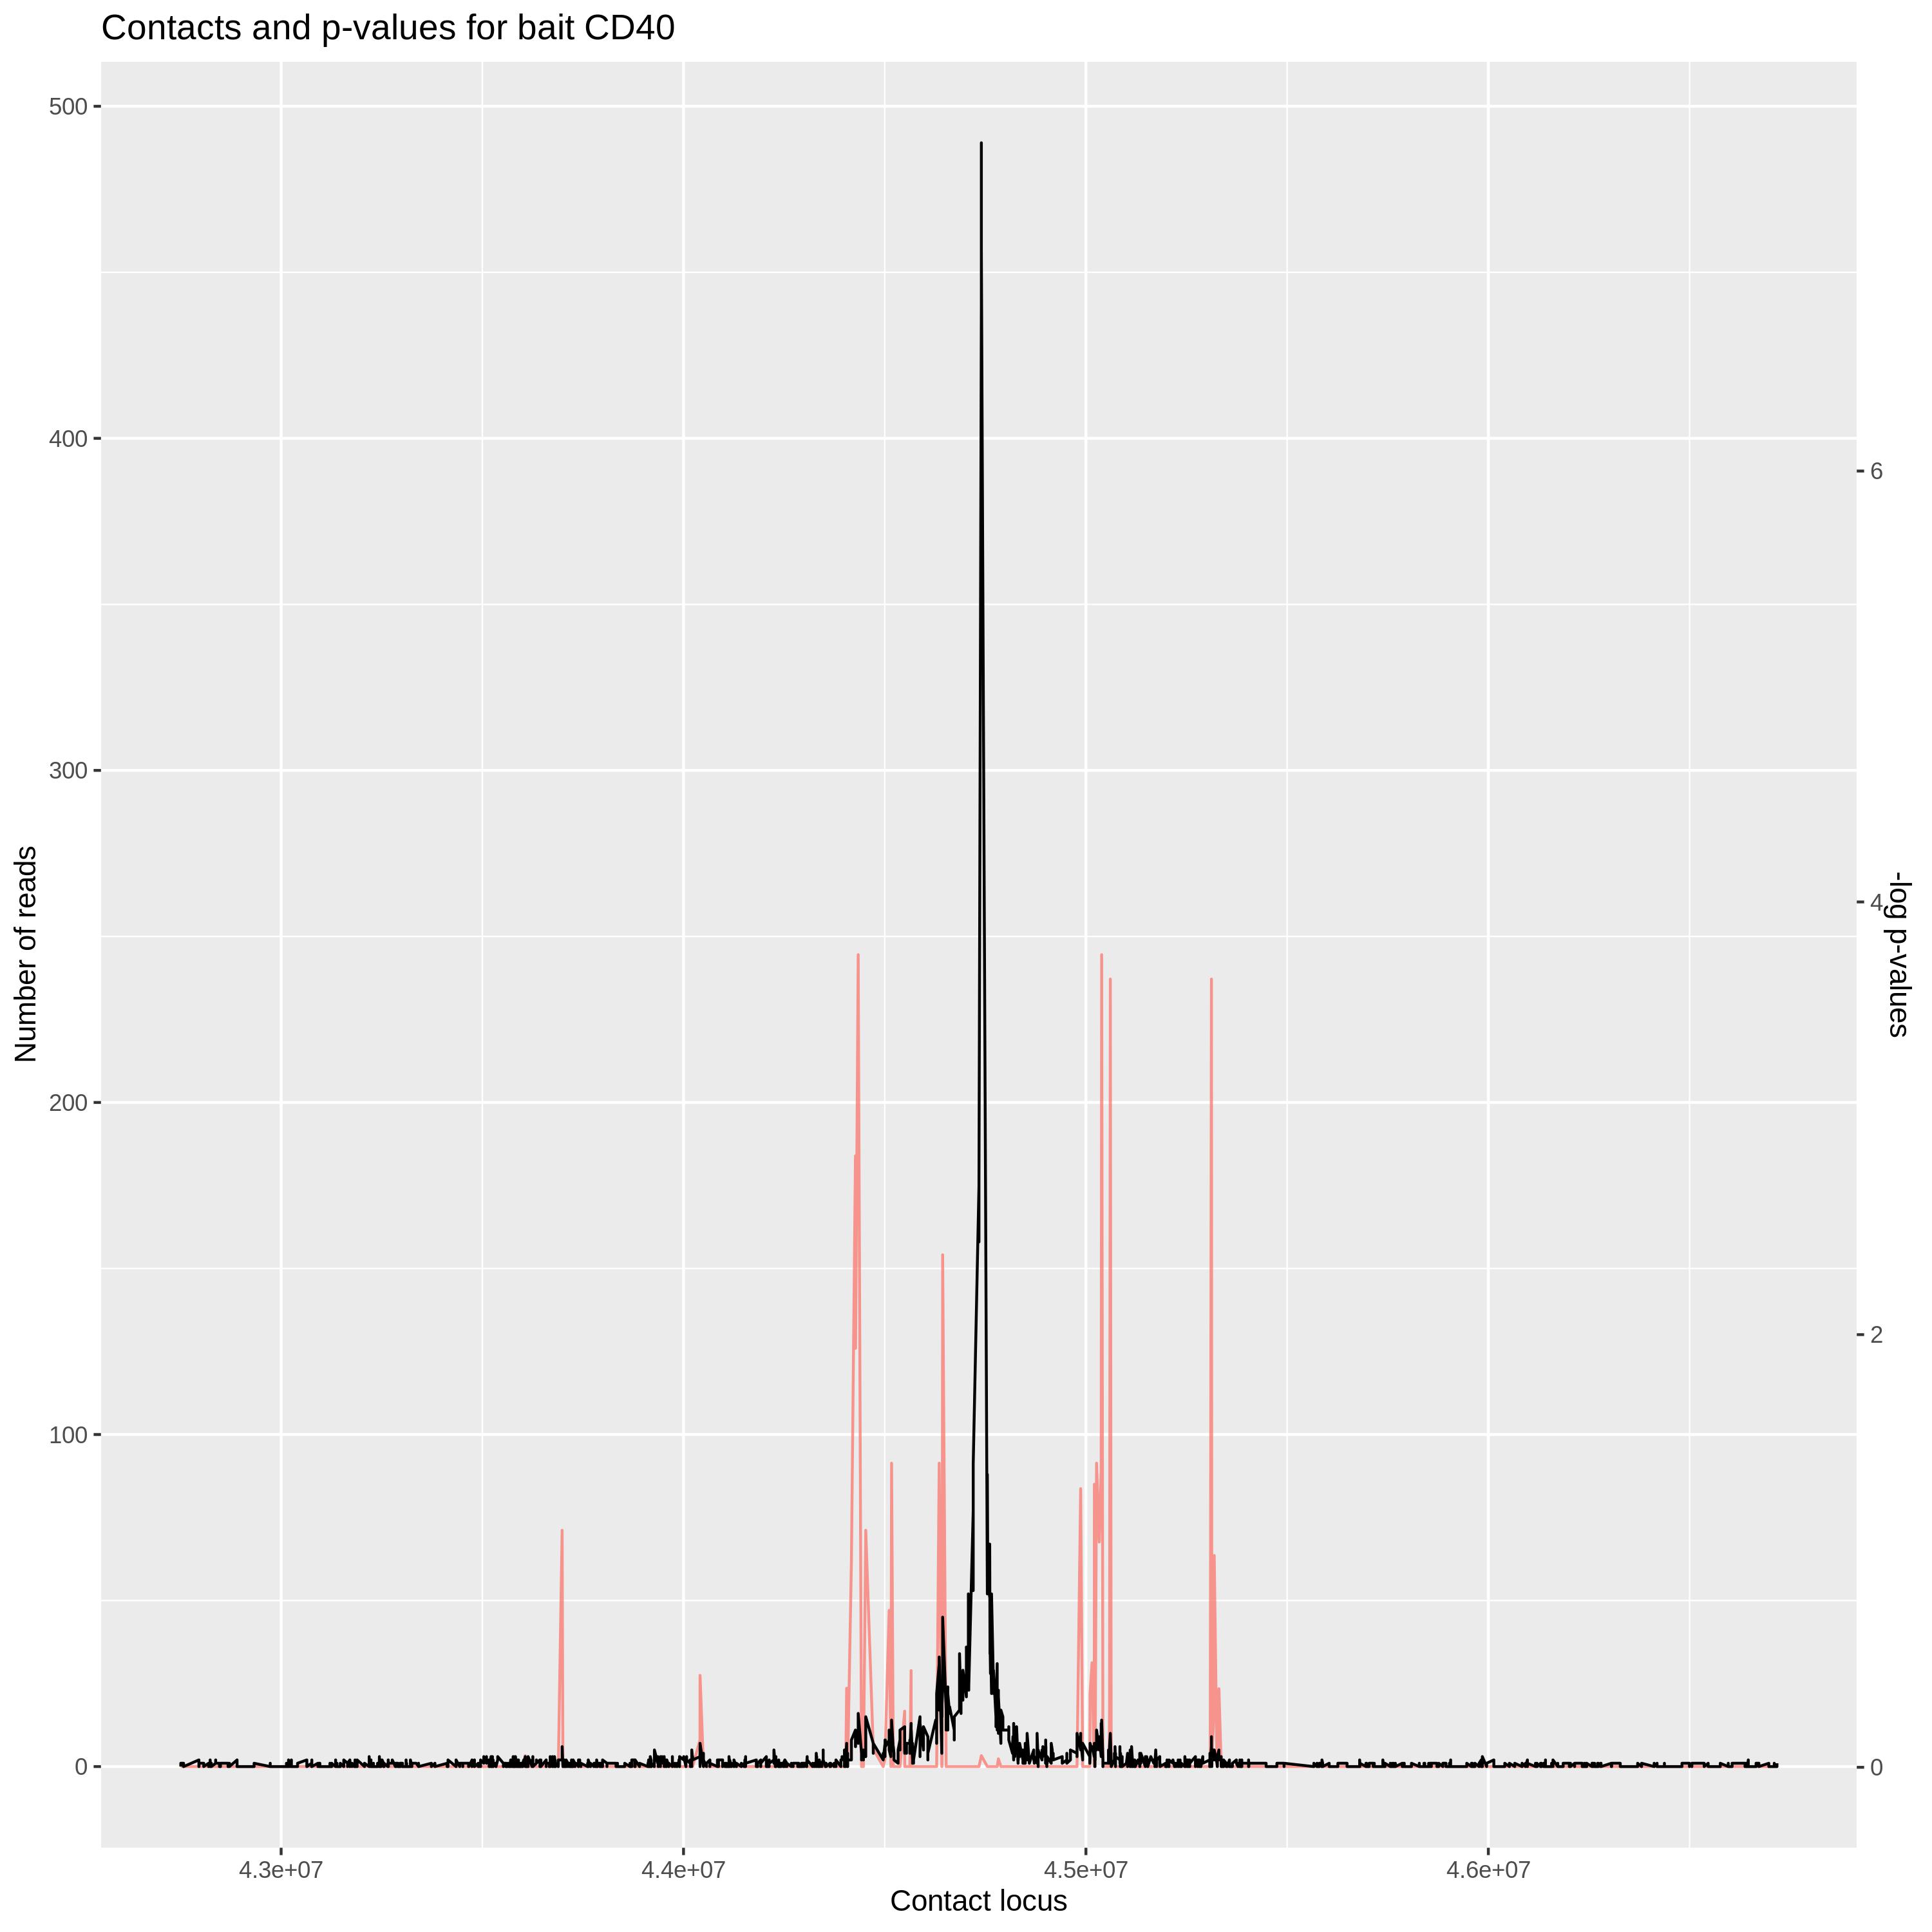 Contacts and p-values for bait CD40
500
400
300
200
100
0
Number of reads
6
4
2
0
-log p-values
4.3e+07 4.4e+07 4.5e+07 4.6e+07
Contact locus